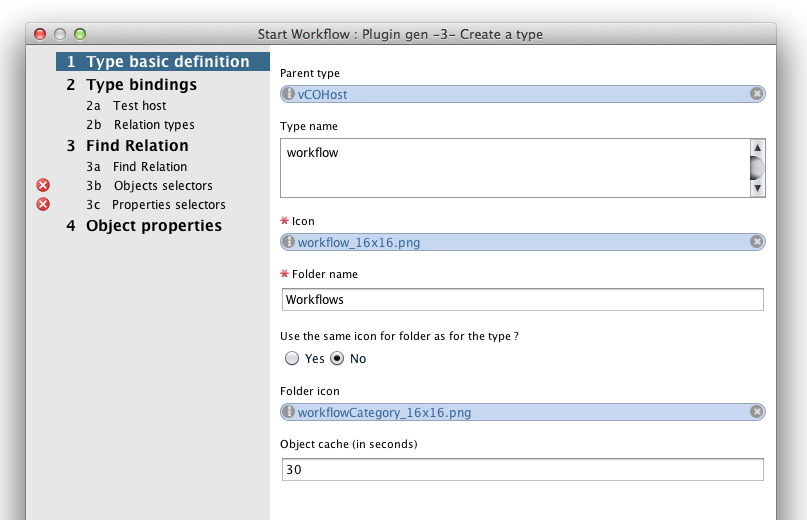 Start Workflow : Plugin gen -3- Create a type
1 Type basic definition
2 Type bindings
2a Test host
2b Relation types
3 Find Relation
3a Find Relation
3b Objects selectors
3c Properties selectors
4 Object properties
Parent type
vCOHost
Type name
workflow
* Icon
workflow_16x16.png
* Folder name
Workflows
Use the same icon for folder as for the type ?
Yes No
Folder icon
workflowCategory_16x16.png
Object cache (in seconds)
30